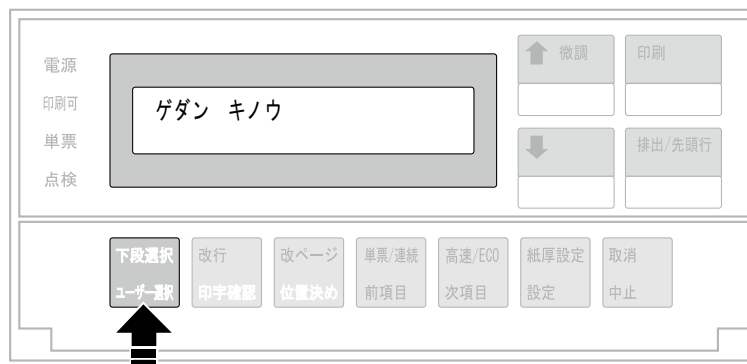 電源
印刷可
単票
点検
ゲダン キノウ
微調
印刷
排出/先頭行
下段選択
ユーザー選択
改行
印字確認
改ページ
位置決め
単票/連続
前項目
高速/ECO
次項目
紙厚設定
設定
取消
中止